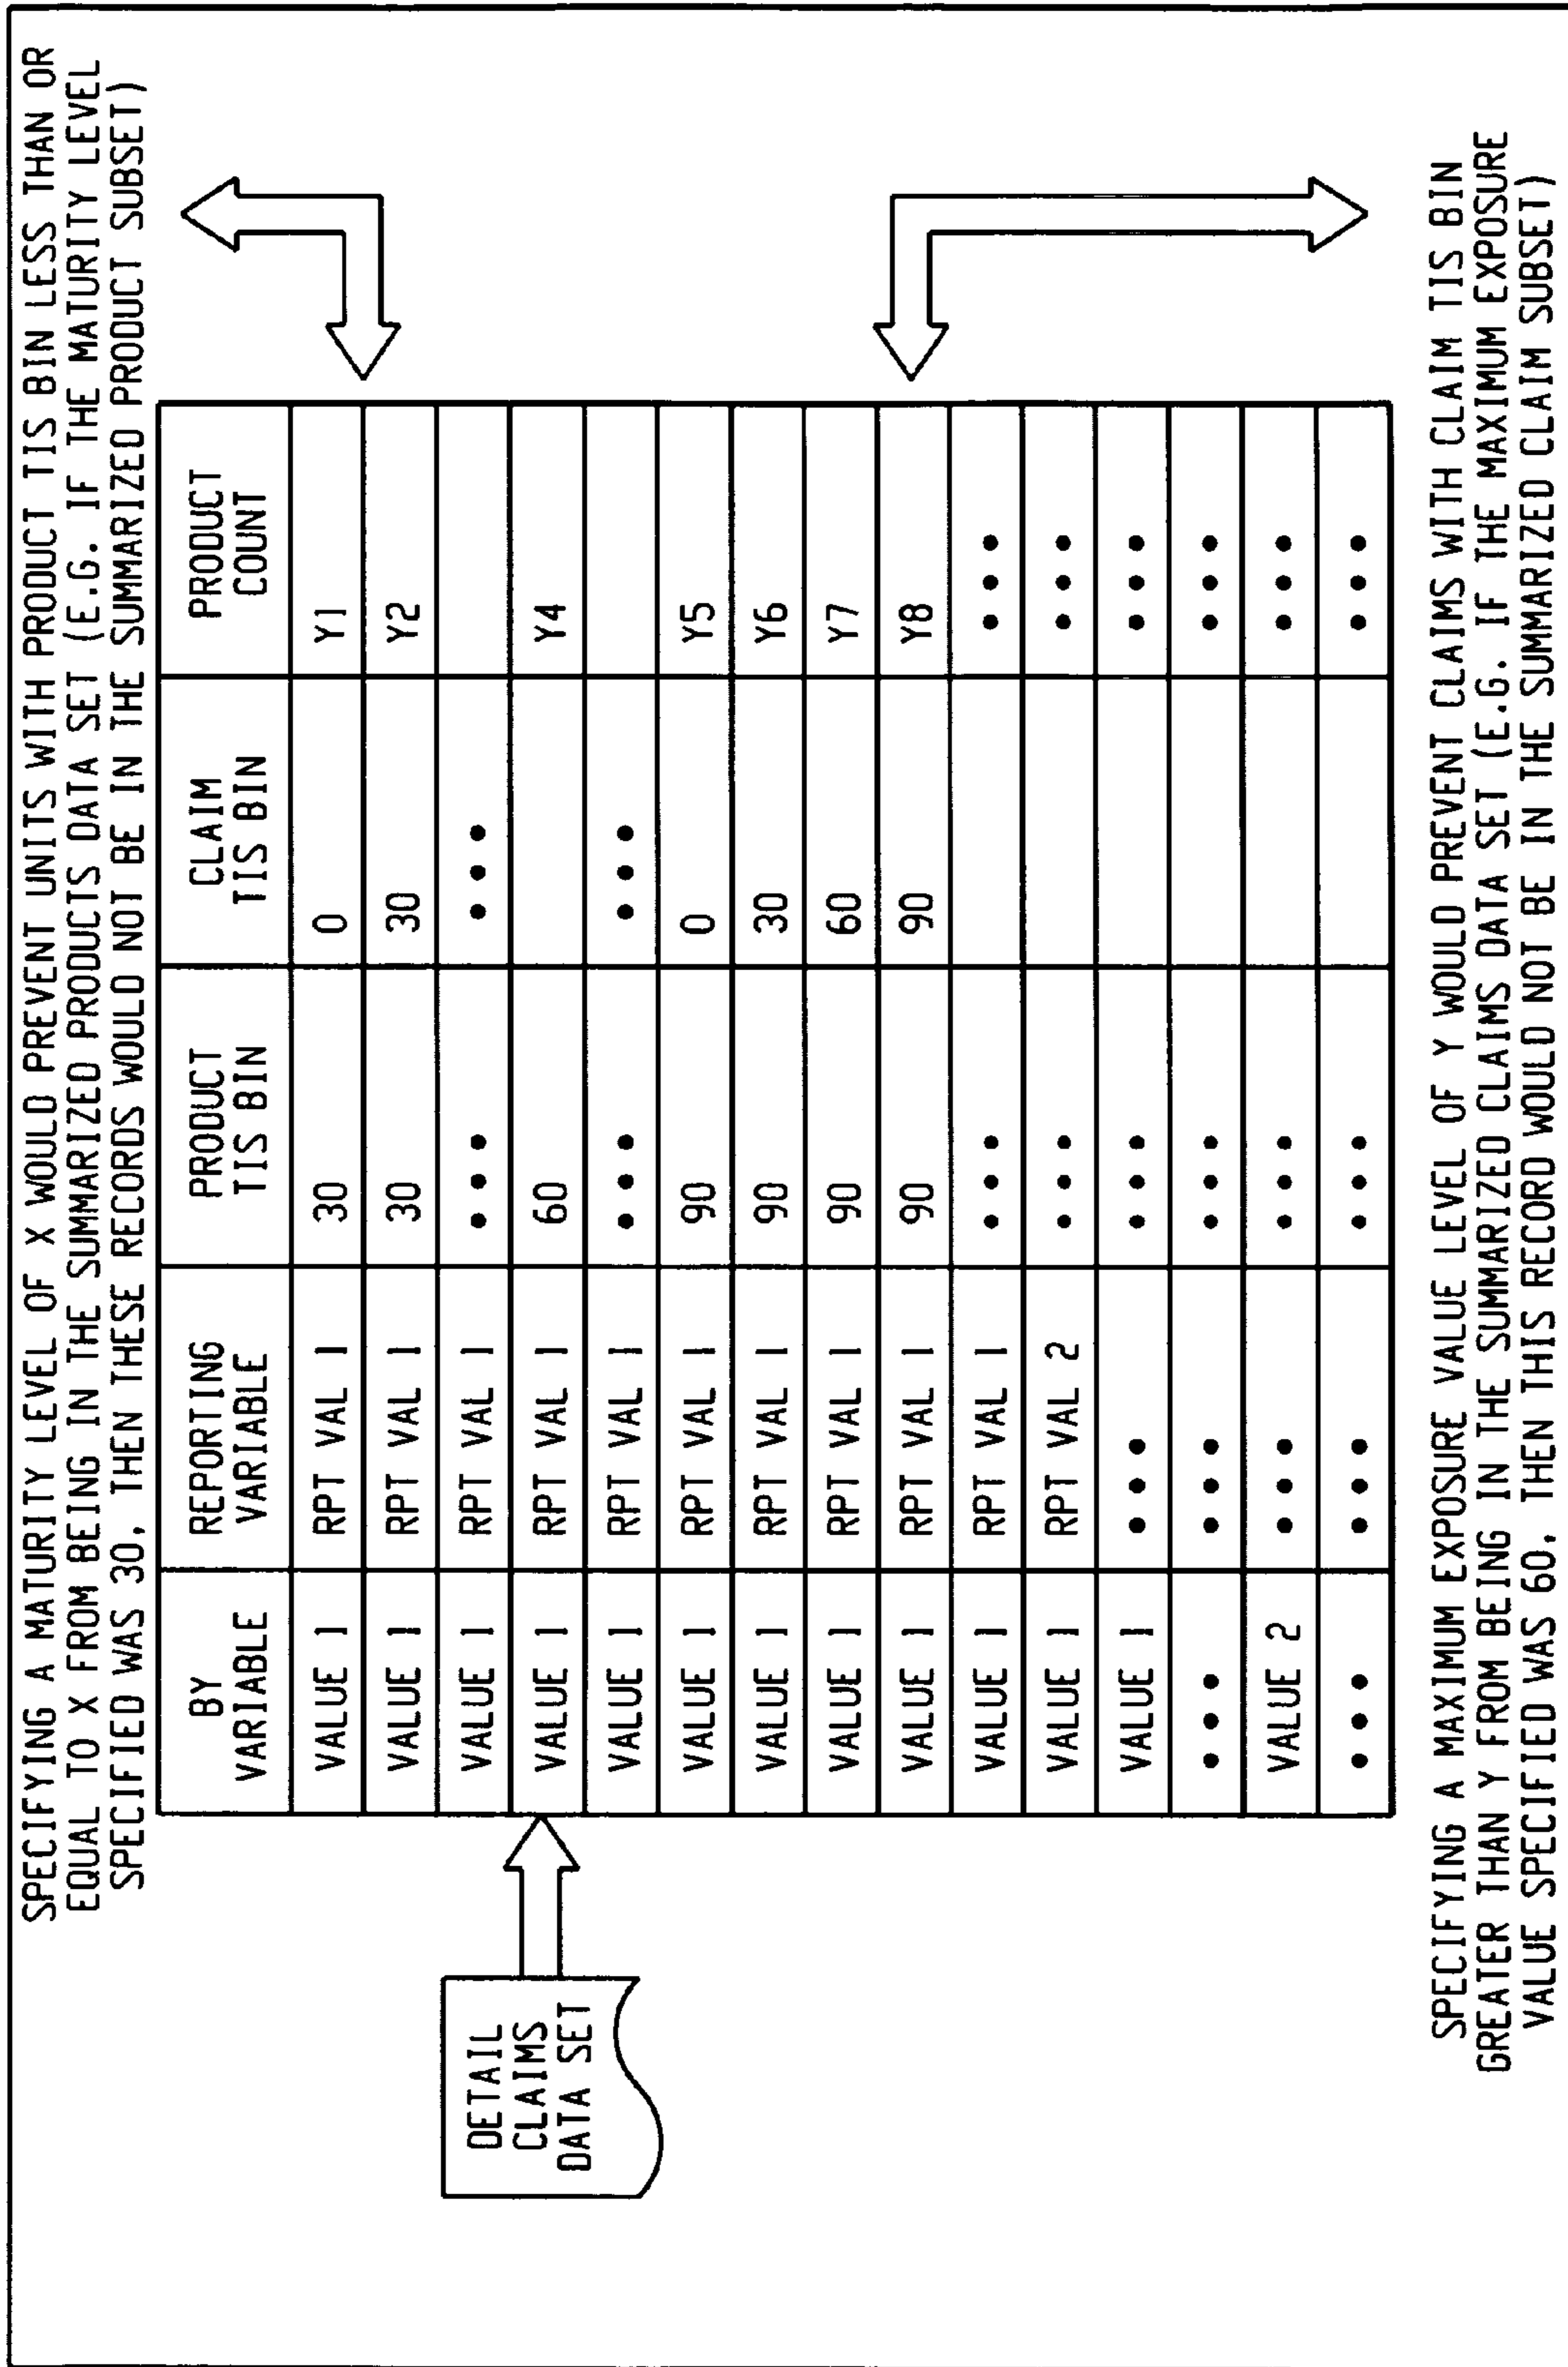 SPECIFYING A MATURITY LEVEL OF X WOULD PREVENT UNITS WITH PRODUCT TIS BIN LESS THAN OR
EQUAL TO X FROM BEING IN THE SUMMARIZED PRODUCTS DATA SET (E.G. IF THE MATURITY LEVEL
SPECIFIED WAS 30, THEN THESE RECORDS WOULD NOT BE IN THE SUMMARIZED PRODUCT SUBSET)
DETAIL
CLAIMS
DATA SET
BY VARIABLE REPORTING VARIABLE PRODUCT TIS BIN CLAIM TIS BIN PRODUCT COUNT
VALUE 1 RPT VAL 1 30 0 Y1
VALUE 1 RPT VAL 1 30 30 Y2
VALUE 1 RPT VAL 1 ••• •••
VALUE 1 RPT VAL 1 60 Y4
VALUE 1 RPT VAL 1 ••• •••
VALUE 1 RPT VAL 1 90 0 Y5
VALUE 1 RPT VAL 1 90 30 Y6
VALUE 1 RPT VAL 1 90 60 Y7
VALUE 1 RPT VAL 1 90 90 Y8
VALUE 1 RPT VAL 1 ••• •••
VALUE 1 RPT VAL 2 ••• •••
VALUE 1 ••• ••• •••
••• ••• ••• •••
VALUE 2 ••• ••• •••
••• ••• ••• •••
SPECIFYING A MAXIMUM EXPOSURE VALUE LEVEL OF Y WOULD PREVENT CLAIMS WITH CLAIM TIS BIN
GREATER THAN Y FROM BEING IN THE SUMMARIZED CLAIMS DATA SET (E.G. IF THE MAXIMUM EXPOSURE
VALUE SPECIFIED WAS 60, THEN THIS RECORD WOULD NOT BE IN THE SUMMARIZED CLAIM SUBSET)